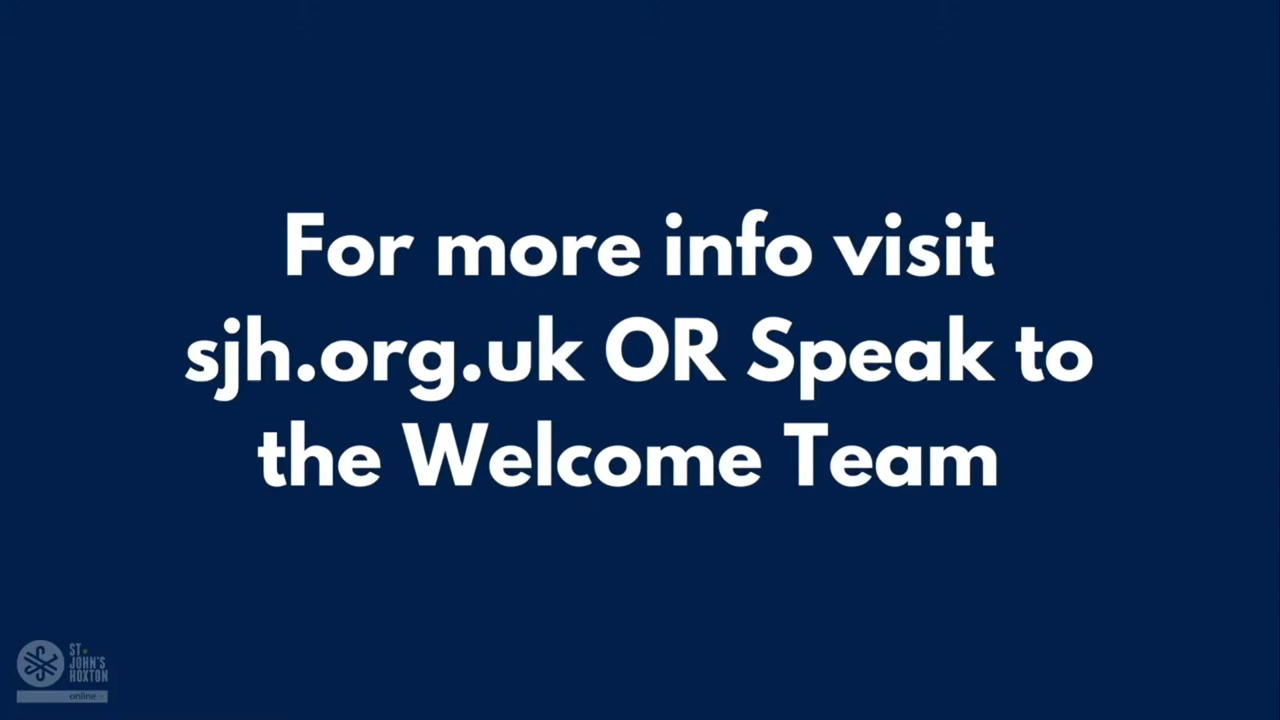 For more info visit
sjh.org.uk OR Speak to
the Welcome Team
ST.
JOHN'S
HOXTON
online